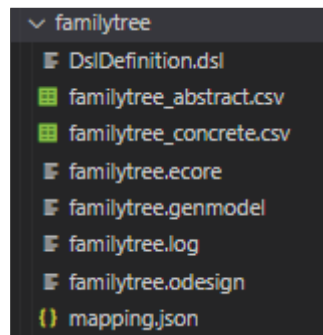 familytree
DslDefinition.dsl
familytree_abstract.csv
familytree_concrete.csv
familytree.ecore
familytree.genmodel
familytree.log
familytree.odesign
{} mapping.json